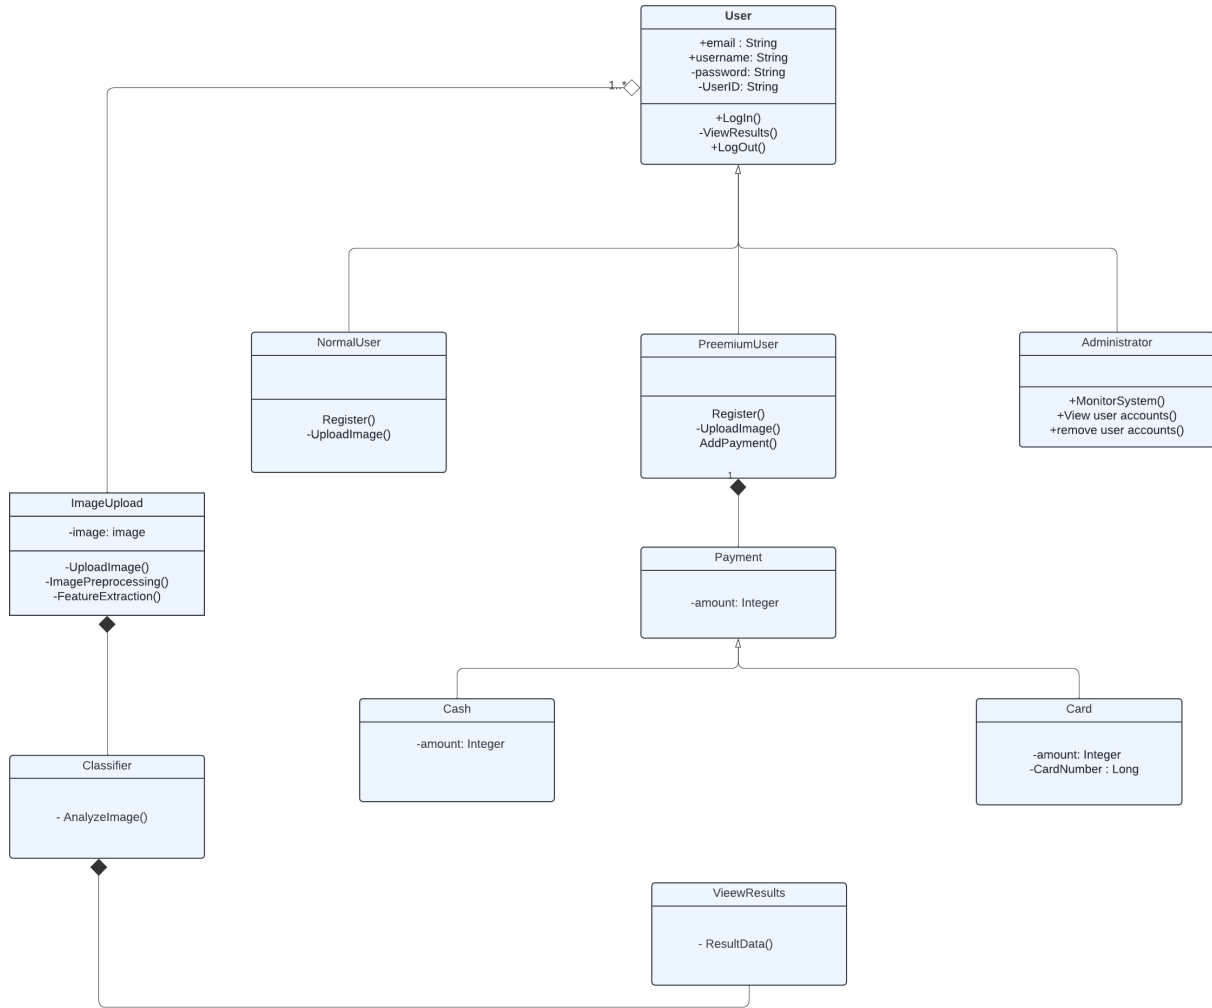 User
+email : String
+username: String
-password: String
-UserID: String
1..*
+LogIn()
-ViewResults()
+LogOut()
NormalUser
Register()
-UploadImage()
PreemiumUser
Register()
-UploadImage()
AddPayment()
1
Administrator
+MonitorSystem()
+View user accounts()
+remove user accounts()
ImageUpload
-image: image
-UploadImage()
-ImagePreprocessing()
-FeatureExtraction()
Payment
-amount: Integer
Cash
-amount: Integer
Card
-amount: Integer
-CardNumber : Long
Classifier
- AnalyzeImage()
VieewResults
- ResultData()